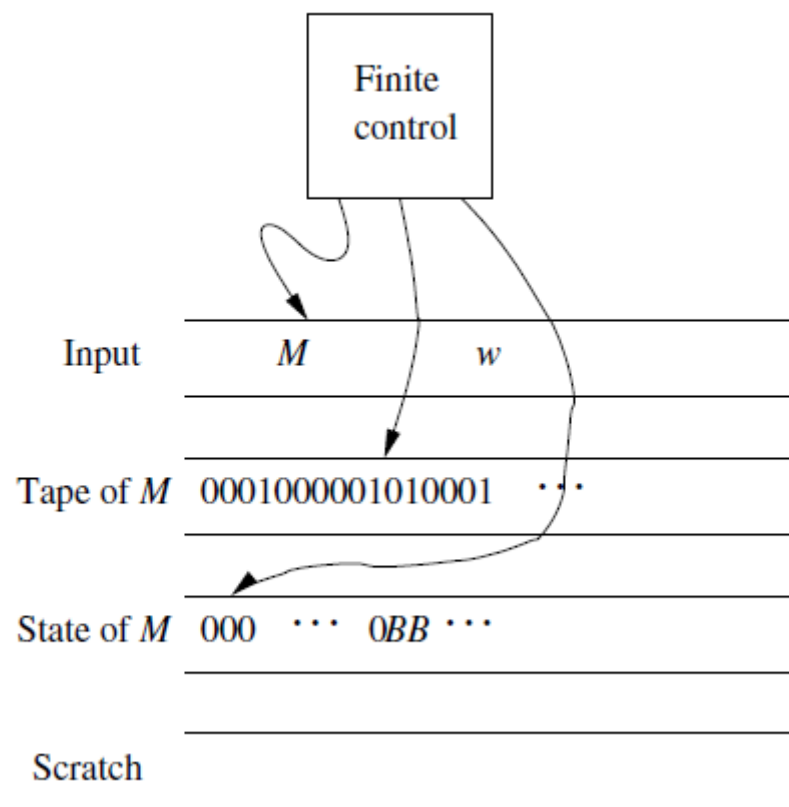 Finite
control
Input M w
Tape of M 0001000001010001 ···
State of M 000 ··· 0BB ···
Scratch